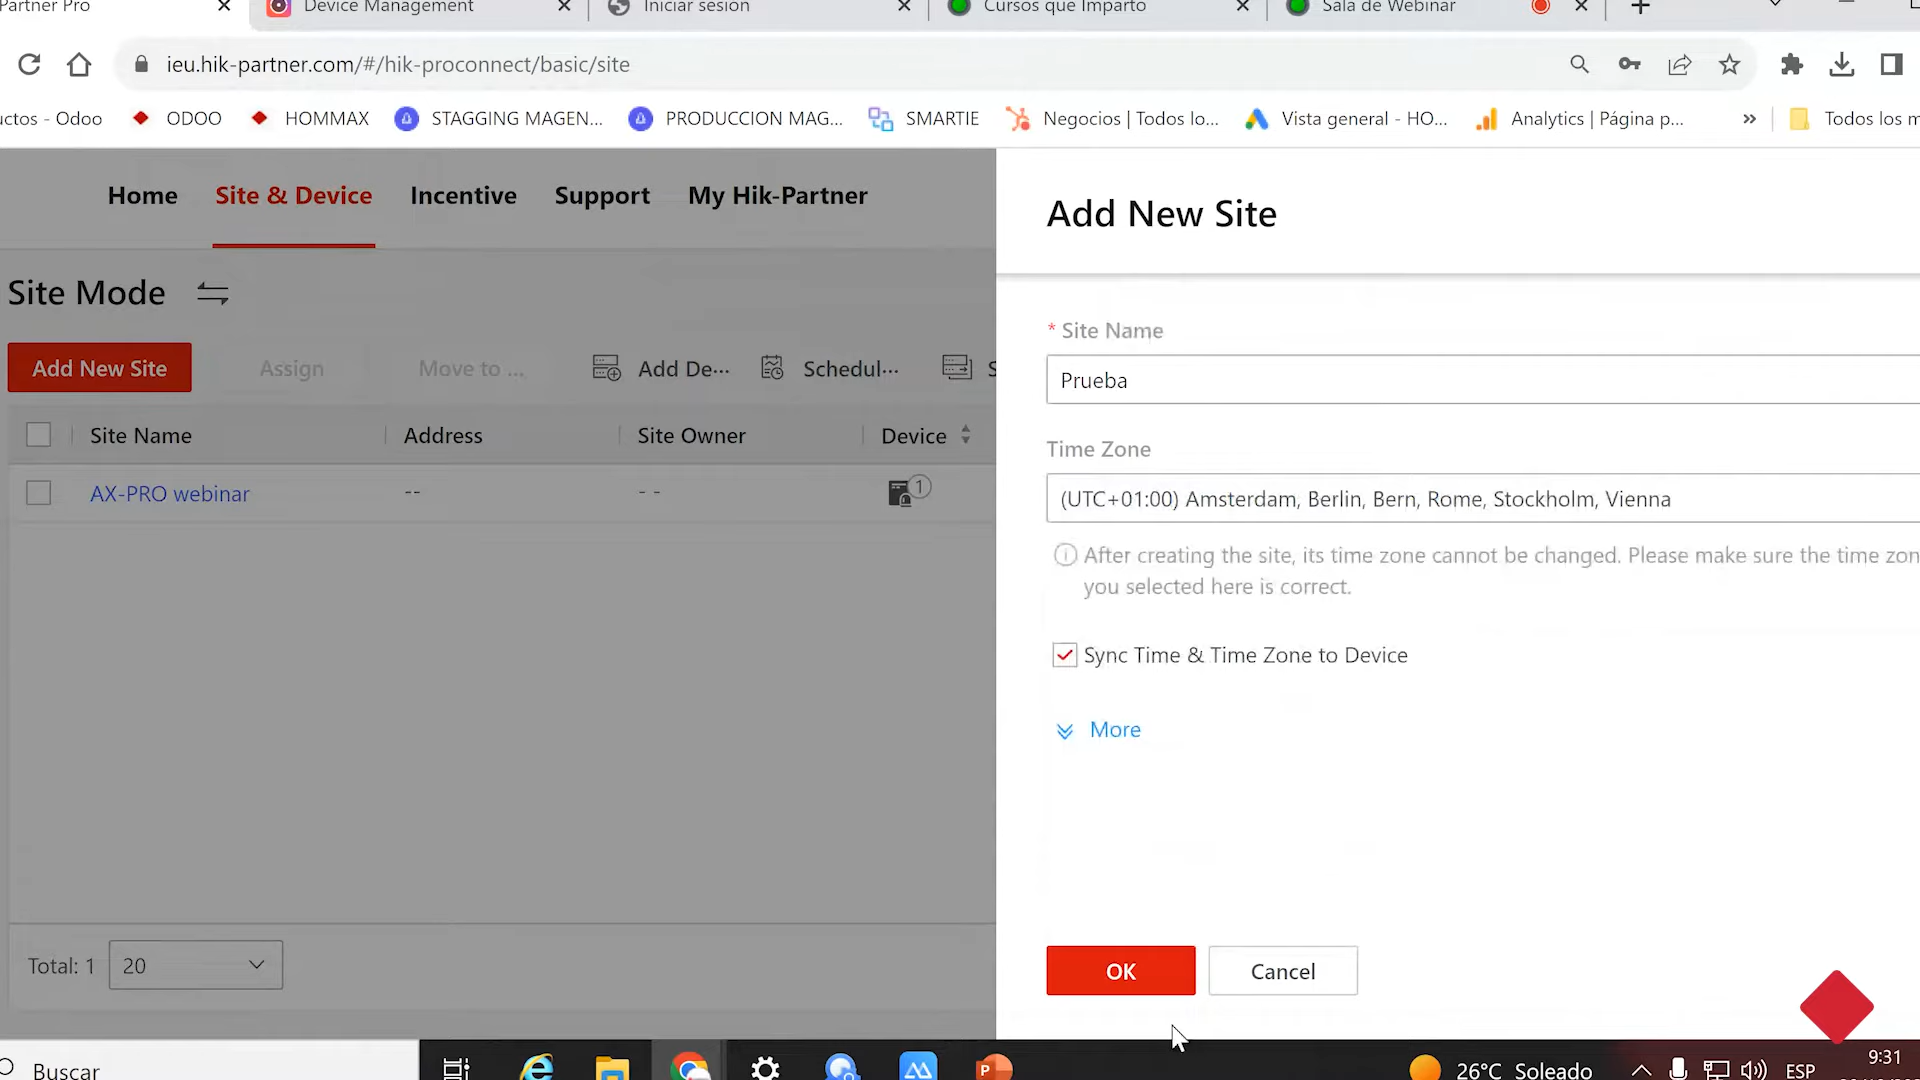 Partner Pro
Device Management
Iniciar sesión
Cursos que Imparto
Sala de Webinar
ieu.hik-partner.com/#/hik-proconnect/basic/site
uctos - Odoo
ODOO
HOMMAX
STAGGING MAGEN...
PRODUCCION MAG...
SMARTIE
Negocios | Todos lo...
Vista general - HO...
Analytics | Página p...
»
Todos los m
Home
Site & Device
Incentive
Support
My Hik-Partner
Add New Site
Site Mode
* Site Name
Prueba
Add New Site
Assign
Move to ...
Add De...
Schedul...
S
Site Name
Address
Site Owner
Device
Time Zone
(UTC+01:00) Amsterdam, Berlin, Bern, Rome, Stockholm, Vienna
AX-PRO webinar
--
- -
1
After creating the site, its time zone cannot be changed. Please make sure the time zon
you selected here is correct.
Sync Time & Time Zone to Device
More
Total: 1
20
OK
Cancel
Buscar
26°C Soleado
ESP
9:31